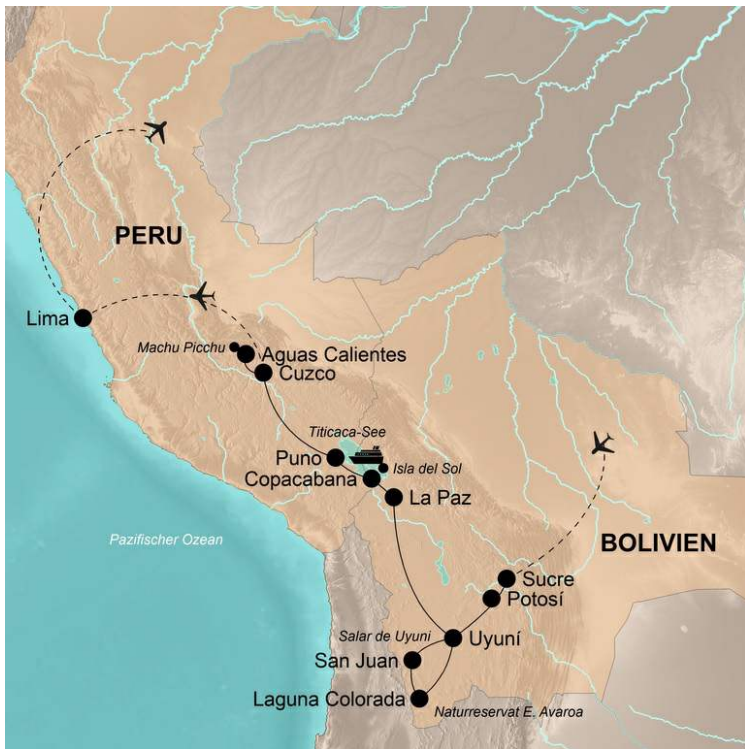 PERU
Lima
Machu Picchu
Aguas Calientes
Cuzco
Titicaca-See
Puno
Isla del Sol
Copacabana
La Paz
Pazifischer Ozean
BOLIVIEN
Sucre
Potosí
Salar de Uyuni
Uyuní
San Juan
Laguna Colorada
Naturreservat E. Avaroa